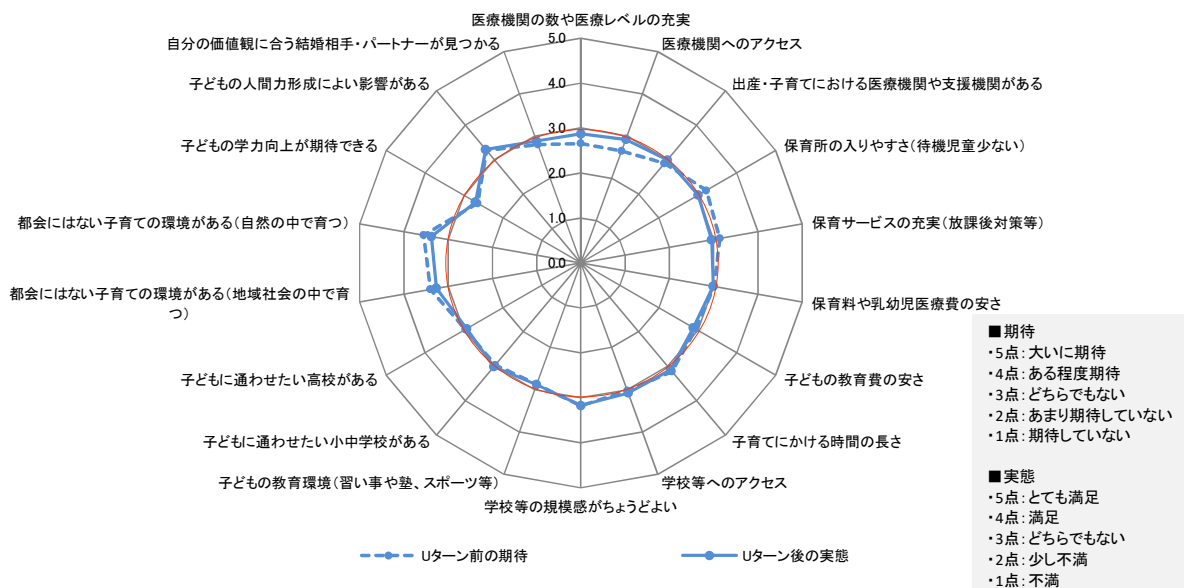 医療機関の数や医療レベルの充実
医療機関へのアクセス
出産・子育てにおける医療機関や支援機関がある
保育所の入りやすさ(待機児童少ない)
保育サービスの充実(放課後対策等)
保育料や乳幼児医療費の安さ
子どもの教育費の安さ
子育てにかける時間の長さ
学校等へのアクセス
学校等の規模感がちょうどよい
子どもの教育環境(習い事や塾、スポーツ等)
子どもに通わせたい小中学校がある
子どもに通わせたい高校がある
都会にはない子育ての環境がある(地域社会の中で育
つ)
都会にはない子育ての環境がある(自然の中で育つ)
子どもの学力向上が期待できる
子どもの人間力形成によい影響がある
自分の価値観に合う結婚相手・パートナーが見つかる
5.0
4.0
3.0
2.0
1.0
0.0
Uターン前の期待
Uターン後の実態
■期待
・5点:大いに期待
・4点:ある程度期待
・3点:どちらでもない
・2点:あまり期待していない
・1点:期待していない
■実態
・5点:とても満足
・4点:満足
・3点:どちらでもない
・2点:少し不満
・1点:不満